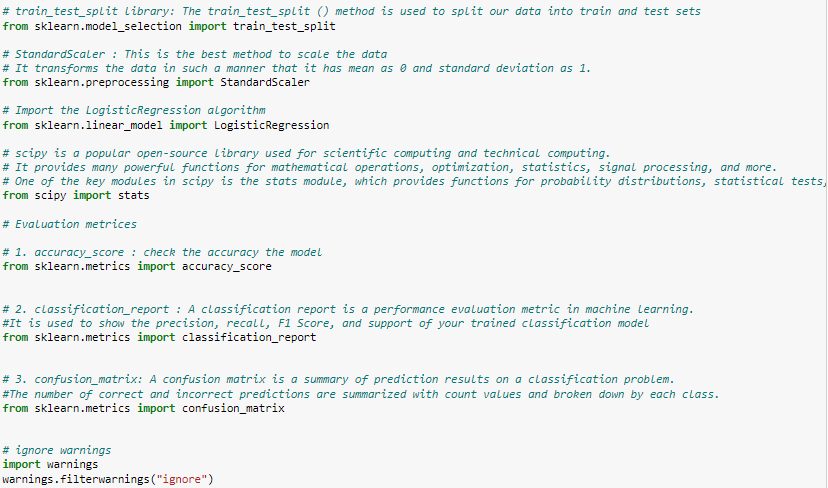 # train_test_split library: The train_test_split () method is used to split our data into train and test sets
from sklearn.model_selection import train_test_split
# StandardScaler : This is the best method to scale the data
# It transforms the data in such a manner that it has mean as 0 and standard deviation as 1.
from sklearn.preprocessing import StandardScaler
# Import the LogisticRegression algorithm
from sklearn.linear_model import LogisticRegression
# scipy is a popular open-source library used for scientific computing and technical computing.
# It provides many powerful functions for mathematical operations, optimization, statistics, signal processing, and more.
# One of the key modules in scipy is the stats module, which provides functions for probability distributions, statistical tests,
from scipy import stats
# Evaluation metrices
# 1. accuracy_score : check the accuracy the model
from sklearn.metrics import accuracy_score
# 2. classification_report : A classification report is a performance evaluation metric in machine learning.
#It is used to show the precision, recall, F1 Score, and support of your trained classification model
from sklearn.metrics import classification_report
# 3. confusion_matrix: A confusion matrix is a summary of prediction results on a classification problem.
#The number of correct and incorrect predictions are summarized with count values and broken down by each class.
from sklearn.metrics import confusion_matrix
# ignore warnings
import warnings
warnings.filterwarnings("ignore")